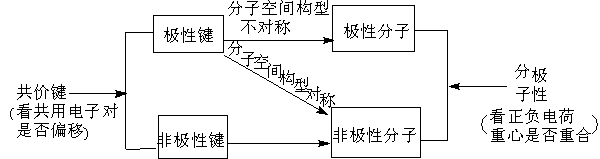 分子空间构型
不对称
极性键
极性分子
分子空间构型对称
共价键
(看共用电子对
是否偏移)
分极
子性
(看正负电荷
重心是否重合)
非极性键
非极性分子